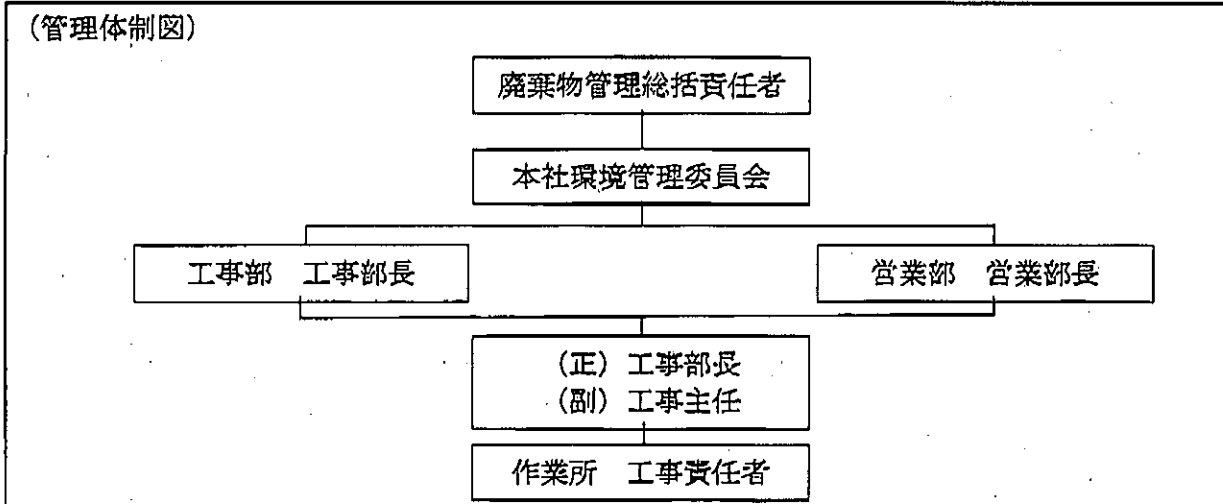 (管理体制図)
廃棄物管理総括責任者
本社環境管理委員会
工事部 工事部長
営業部 営業部長
(正) 工事部長
(副) 工事主任
作業所 工事責任者